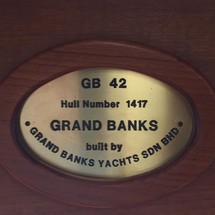 GB 42
Hull Number 1417
GRAND BANKS
built by
• GRAND BANKS YACHTS SDN BHD •